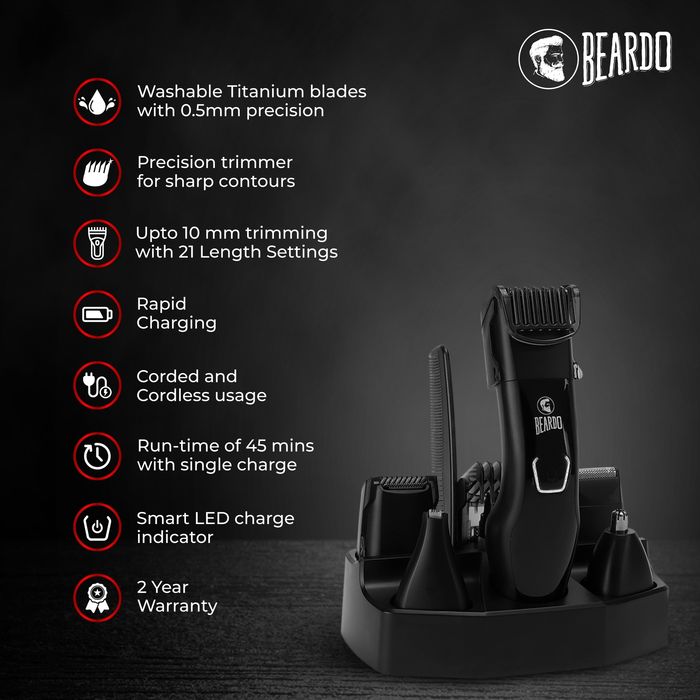 BEARDO
Washable Titanium blades
with 0.5mm precision
Precision trimmer
for sharp contours
Upto 10 mm trimming
with 21 Length Settings
Rapid
Charging
Corded and
Cordless usage
Run-time of 45 mins
with single charge
Smart LED charge
indicator
2 Year
Warranty
BEARDO